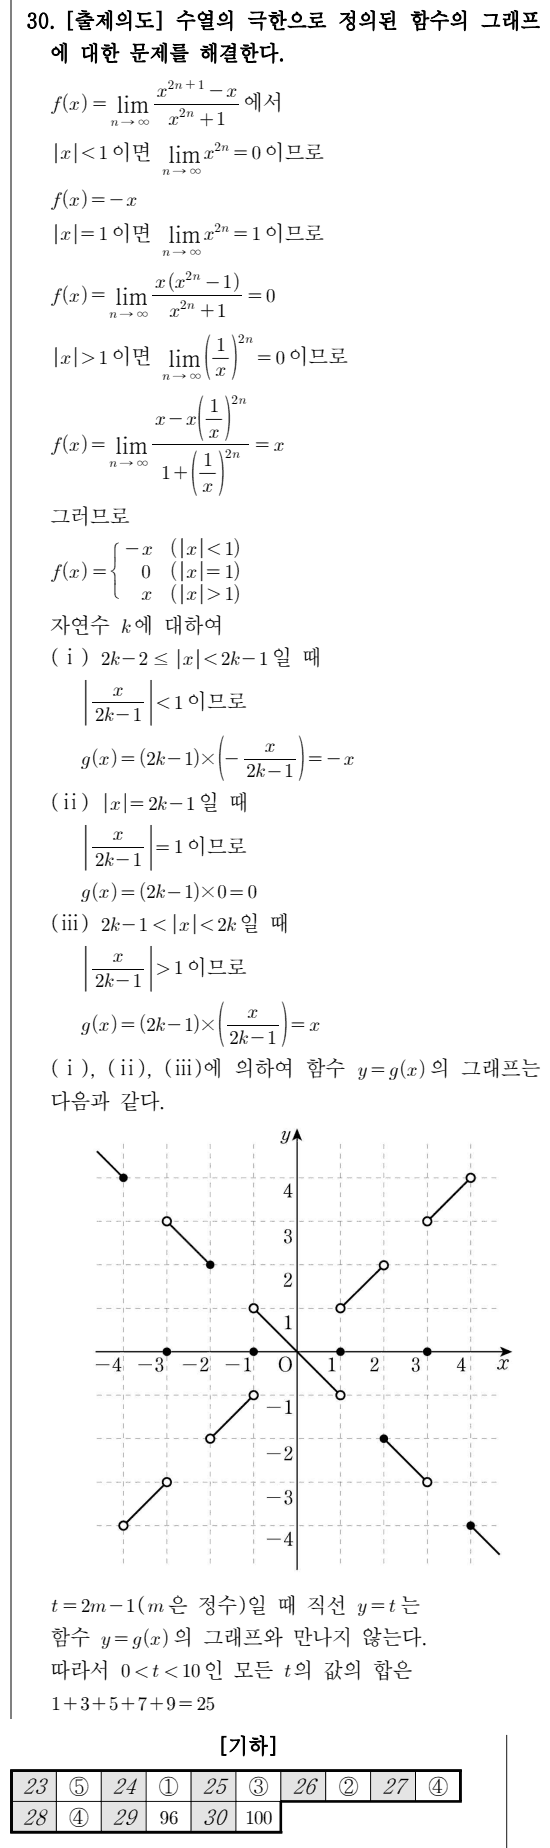 30. [출제의도] 수열의 극한으로 정의된 함수의 그래프
에 대한 문제를 해결한다.
f(x) = lim_{n→∞} (x^{2n+1} − x)/(x^{2n} + 1) 에서
|x| < 1 이면 lim_{n→∞} x^{2n} = 0 이므로
f(x) = −x
|x| = 1 이면 lim_{n→∞} x^{2n} = 1 이므로
f(x) = lim_{n→∞} x(x^{2n} − 1)/(x^{2n} + 1) = 0
|x| > 1 이면 lim_{n→∞} (1/x)^{2n} = 0 이므로
f(x) = lim_{n→∞} (x − x(1/x)^{2n})/(1 + (1/x)^{2n}) = x
그러므로
f(x) = { −x (|x| < 1)
0 (|x| = 1)
x (|x| > 1)
자연수 k에 대하여
(ⅰ) 2k−2 ≤ |x| < 2k−1 일 때
|x/(2k−1)| < 1 이므로
g(x) = (2k−1) × (−x/(2k−1)) = −x
(ⅱ) |x| = 2k−1 일 때
|x/(2k−1)| = 1 이므로
g(x) = (2k−1) × 0 = 0
(ⅲ) 2k−1 < |x| < 2k 일 때
|x/(2k−1)| > 1 이므로
g(x) = (2k−1) × (x/(2k−1)) = x
(ⅰ), (ⅱ), (ⅲ)에 의하여 함수 y = g(x) 의 그래프는
다음과 같다.
y
4
3
2
1
−4 −3 −2 −1 O 1 2 3 4 x
−1
−2
−3
−4
t = 2m−1 (m 은 정수)일 때 직선 y = t 는
함수 y = g(x) 의 그래프와 만나지 않는다.
따라서 0 < t < 10 인 모든 t의 값의 합은
1+3+5+7+9 = 25
[기하]
23 ⑤ 24 ① 25 ③ 26 ② 27 ④
28 ④ 29 96 30 100